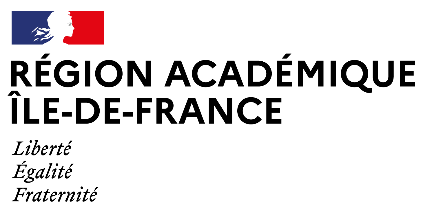 RÉGION ACADÉMIQUE
ÎLE-DE-FRANCE
Liberté
Égalité
Fraternité